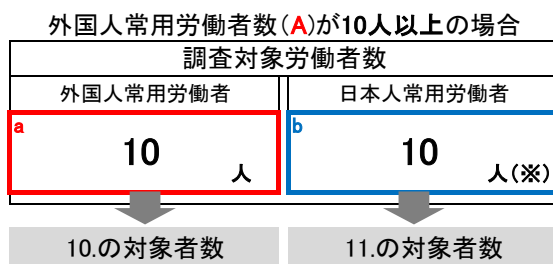 外国人常用労働者数（A）が10人以上の場合
調査対象労働者数
外国人常用労働者
日本人常用労働者
a
10
人
b
10
人（※）
10.の対象者数
11.の対象者数